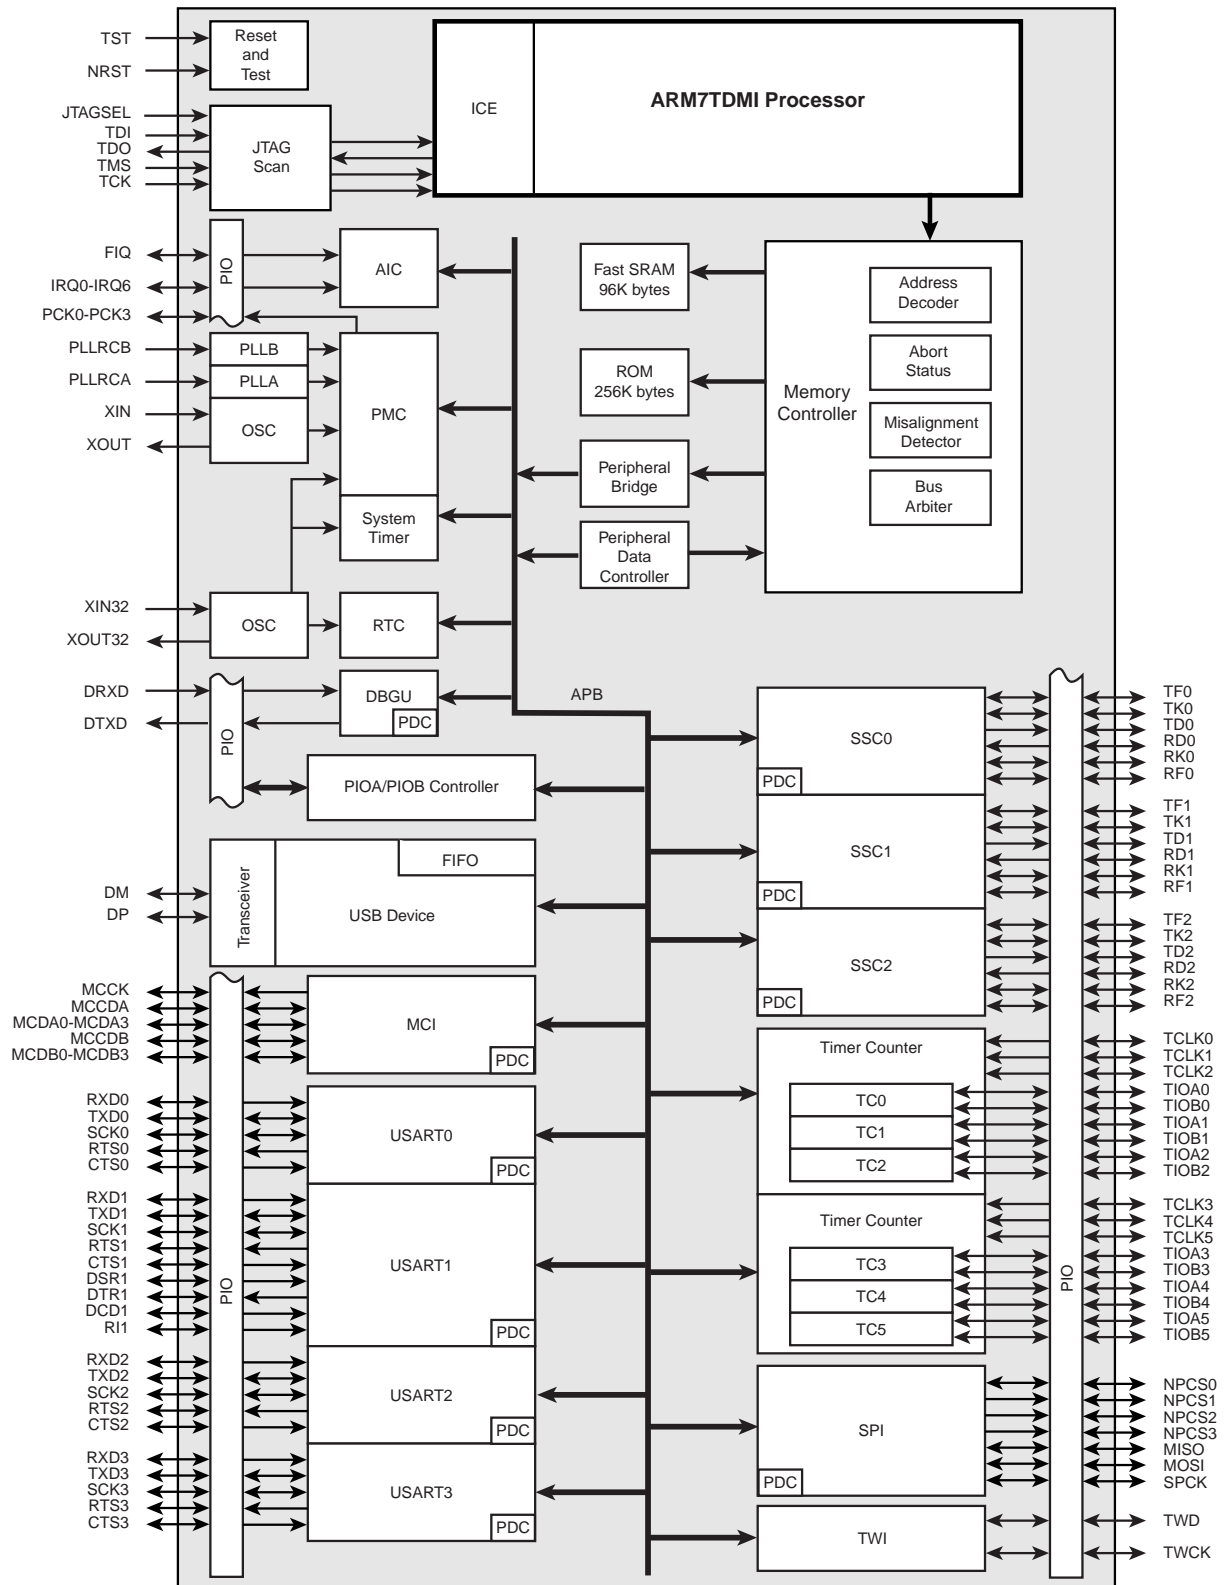 TST
NRST
Reset
and
Test
ICE
ARM7TDMI Processor
JTAGSEL
TDI
TDO
TMS
TCK
JTAG
Scan
FIQ
IRQ0-IRQ6
PCK0-PCK3
PIO
AIC
PLLRCB
PLLRCA
XIN
XOUT
PLLB
PLLA
OSC
PMC
System
Timer
Fast SRAM
96K bytes
ROM
256K bytes
Peripheral
Bridge
Peripheral
Data
Controller
Memory
Controller
Address
Decoder
Abort
Status
Misalignment
Detector
Bus
Arbiter
XIN32
XOUT32
OSC
RTC
DRXD
DTXD
PIO
DBGU
PDC
APB
PIOA/PIOB Controller
DM
DP
Transceiver
FIFO
USB Device
MCCK
MCCDA
MCDA0-MCDA3
MCCDB
MCDB0-MCDB3
MCI
PDC
RXD0
TXD0
SCK0
RTS0
CTS0
USART0
PDC
RXD1
TXD1
SCK1
RTS1
CTS1
DSR1
DTR1
DCD1
RI1
PIO
USART1
PDC
RXD2
TXD2
SCK2
RTS2
CTS2
USART2
PDC
RXD3
TXD3
SCK3
RTS3
CTS3
USART3
PDC
SSC0
PDC
TF0
TK0
TD0
RD0
RK0
RF0
SSC1
PDC
TF1
TK1
TD1
RD1
RK1
RF1
SSC2
PDC
TF2
TK2
TD2
RD2
RK2
RF2
Timer Counter
TC0
TC1
TC2
TCLK0
TCLK1
TCLK2
TIOA0
TIOB0
TIOA1
TIOB1
TIOA2
TIOB2
Timer Counter
TC3
TC4
TC5
PIO
TCLK3
TCLK4
TCLK5
TIOA3
TIOB3
TIOA4
TIOB4
TIOA5
TIOB5
SPI
PDC
NPCS0
NPCS1
NPCS2
NPCS3
MISO
MOSI
SPCK
TWI
TWD
TWCK